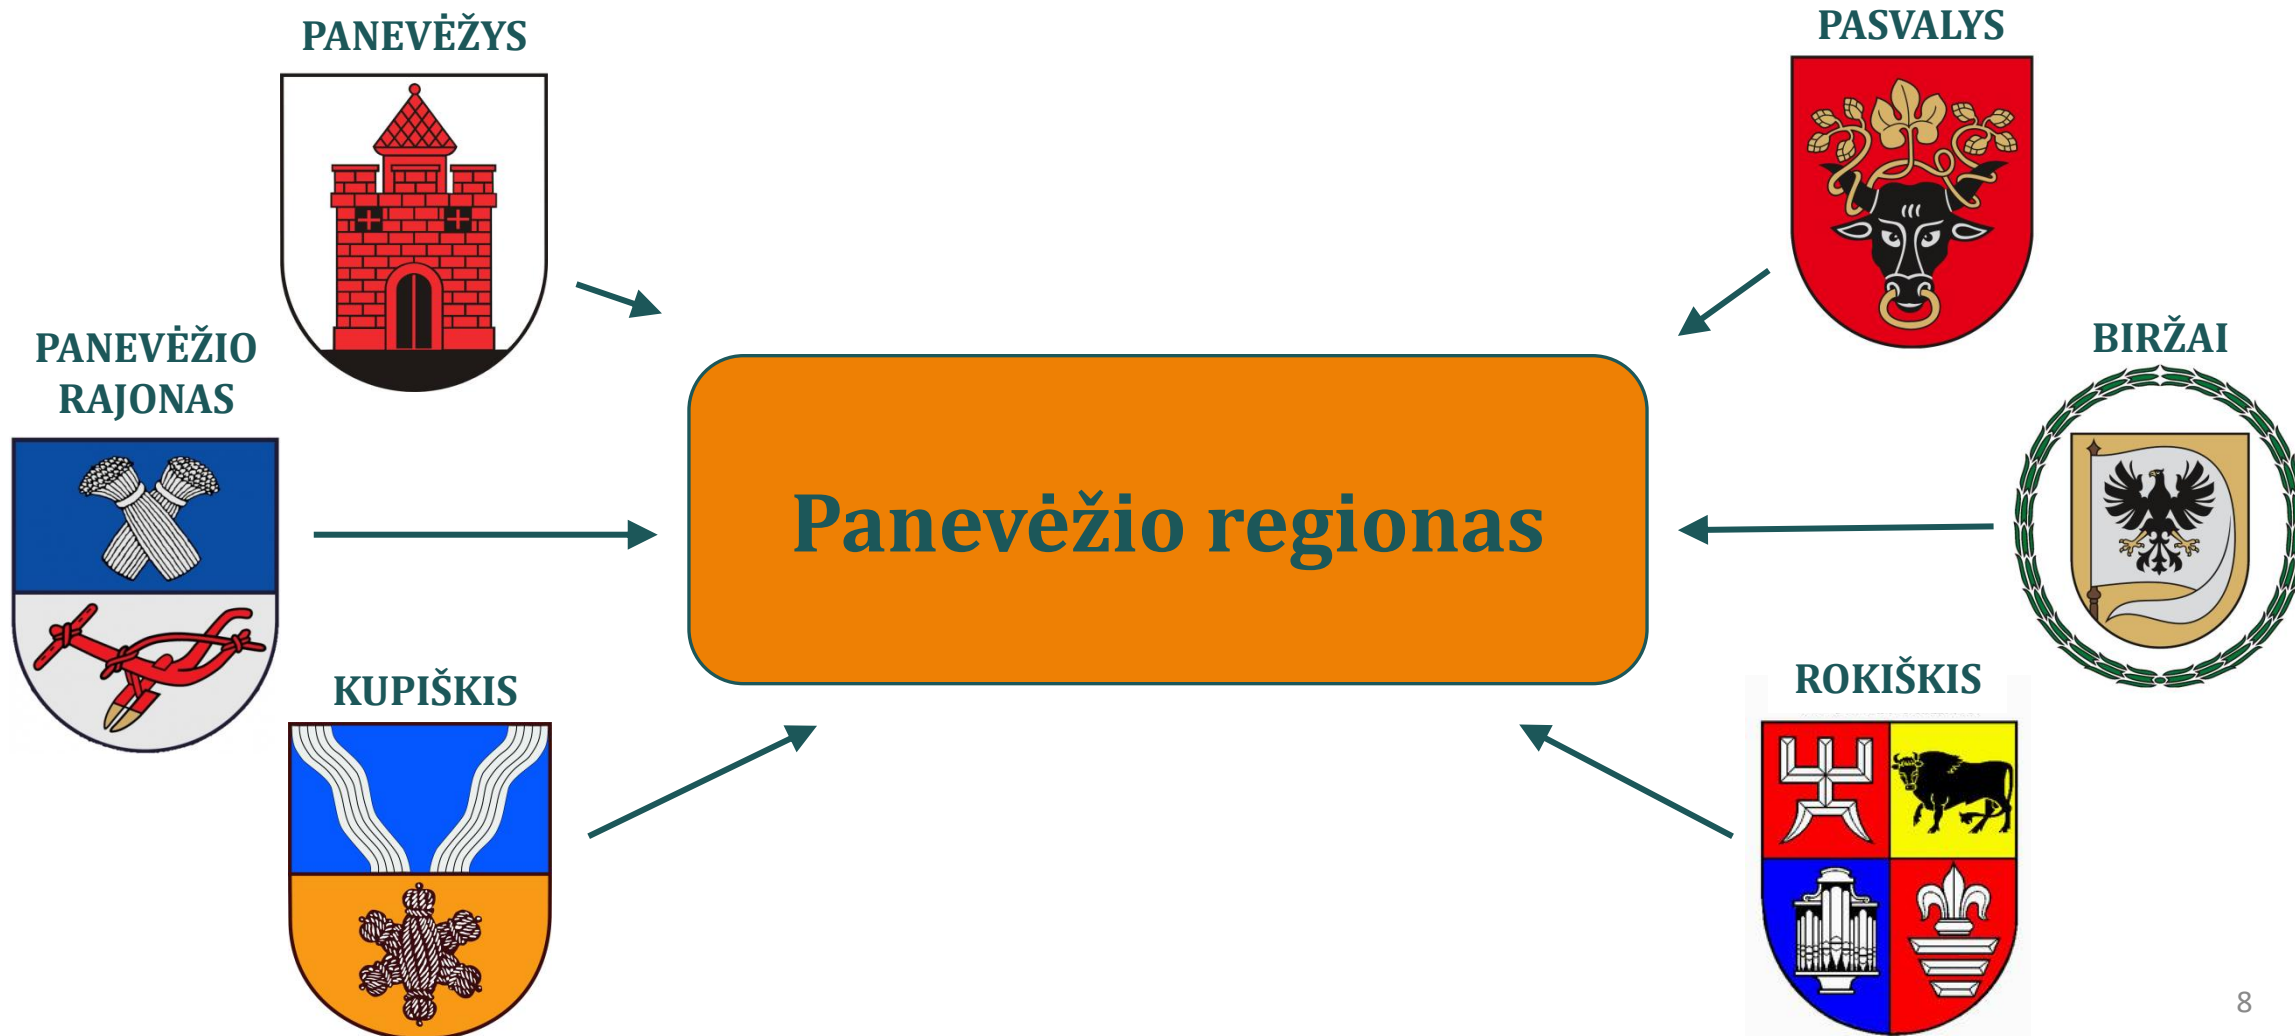 PANEVĖŽYS
PASVALYS
PANEVĖŽIO
RAJONAS
BIRŽAI
Panevėžio regionas
KUPIŠKIS
ROKIŠKIS
8